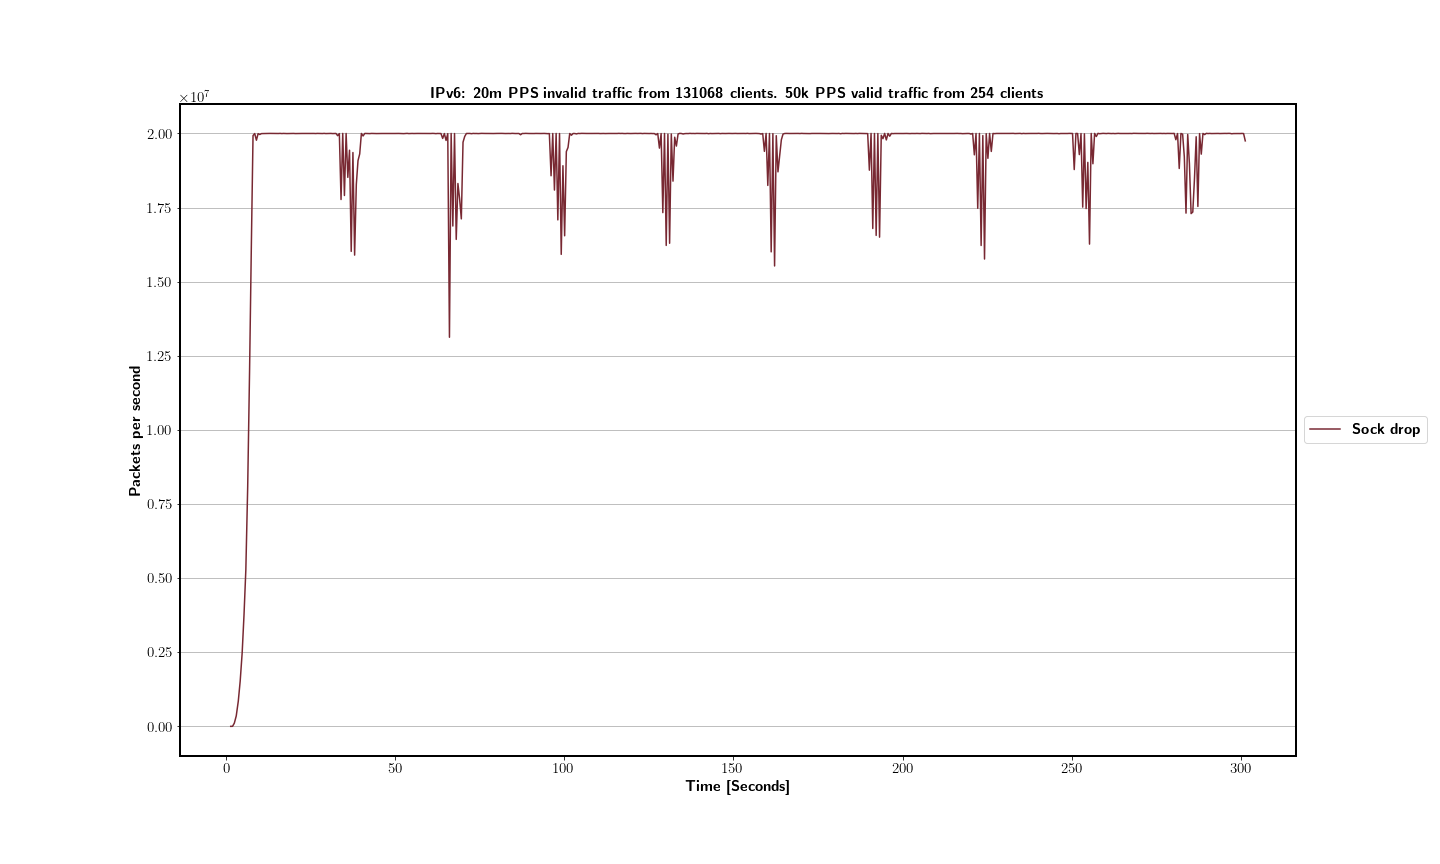 IPv6: 20m PPS invalid traffic from 131068 clients. 50k PPS valid traffic from 254 clients
×10⁷
2.00
1.75
1.50
1.25
1.00
0.75
0.50
0.25
0.00
Packets per second
Sock drop
0 50 100 150 200 250 300
Time [Seconds]